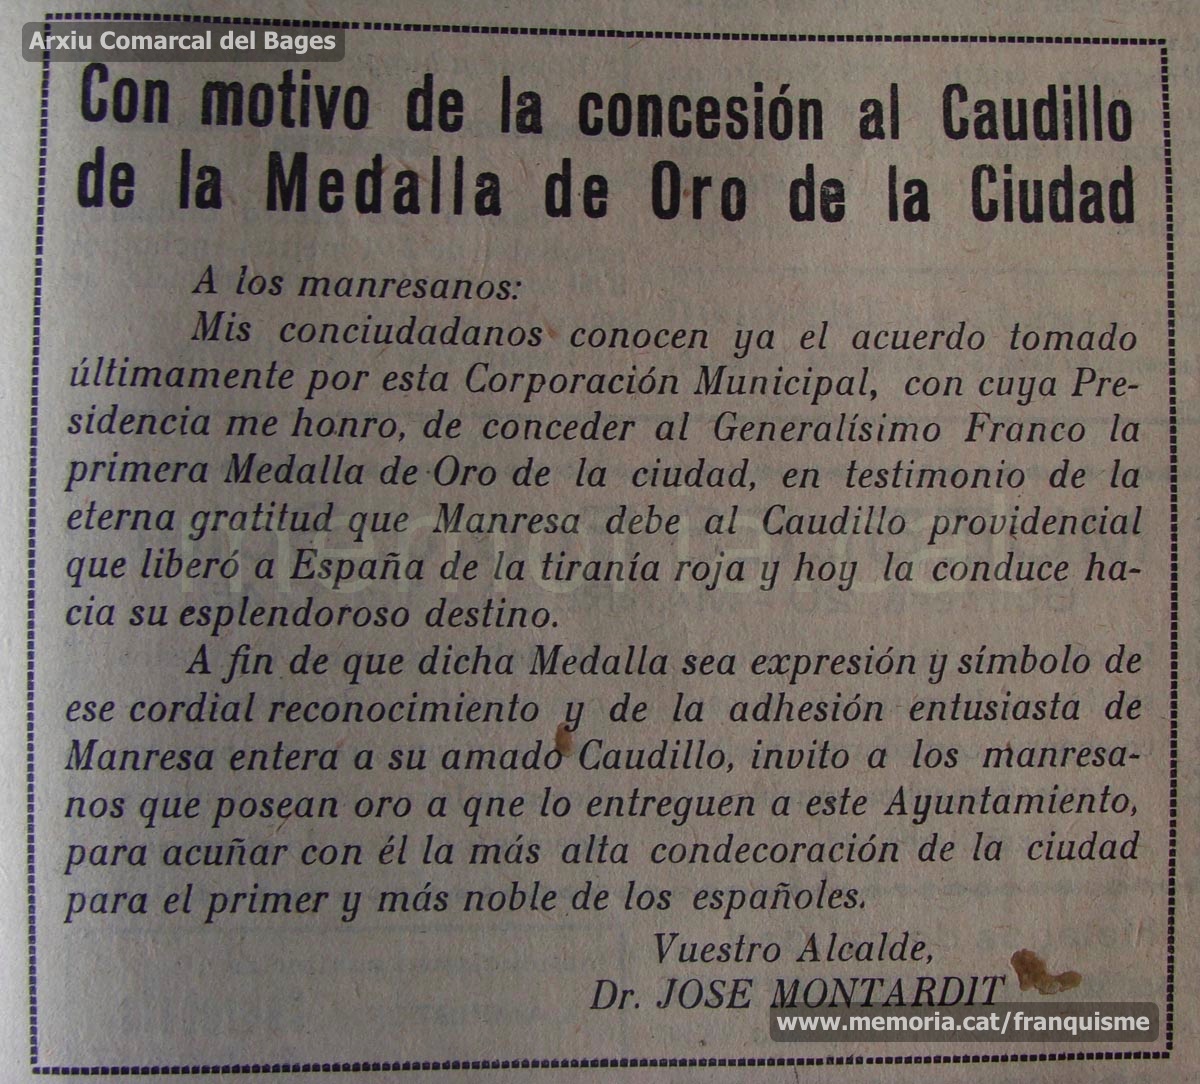 Arxiu Comarcal del Bages
Con motivo de la concesión al Caudillo
de la Medalla de Oro de la Ciudad
A los manresanos:
Mis conciudadanos conocen ya el acuerdo tomado
últimamente por esta Corporación Municipal, con cuya Pre-
sidencia me honro, de conceder al Generalísimo Franco la
primera Medalla de Oro de la ciudad, en testimonio de la
eterna gratitud que Manresa debe al Caudillo providencial
que liberó a España de la tiranía roja y hoy la conduce ha-
cia su esplendoroso destino.
A fin de que dicha Medalla sea expresión y símbolo de
ese cordial reconocimiento y de la adhesión entusiasta de
Manresa entera a su amado Caudillo, invito a los manresa-
nos que posean oro a qne lo entreguen a este Ayuntamiento,
para acuñar con él la más alta condecoración de la ciudad
para el primer y más noble de los españoles.
Vuestro Alcalde,
Dr. JOSE MONTARDIT
www.memoria.cat/franquisme